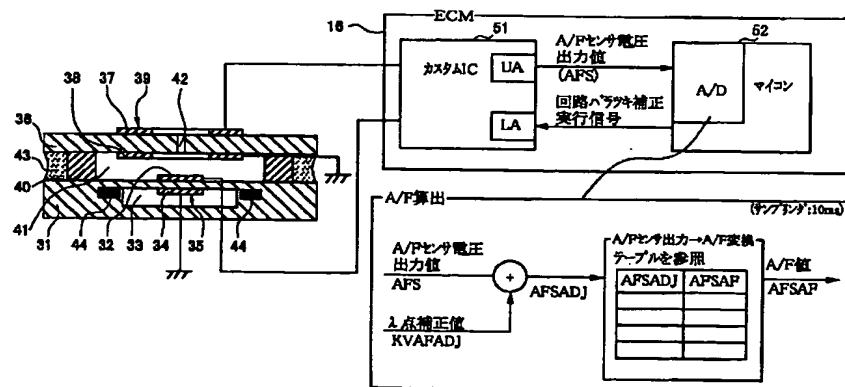 16
ECM
51
カスタムIC
UA
LA
A/Fセンサ電圧
出力値
(AFS)
回路バラツキ補正
実行信号
52
A/D
マイコン
37
39
42
38
36
43
40
41
31
44
32
33
34
35
44
A/F算出
(サンプリング:10ms)
A/Fセンサ電圧
出力値
AFS
+
AFSADJ
λ点補正値
KVAFADJ
A/Fセンサ出力→A/F変換
テーブルを参照
AFSADJ
AFSAF
A/F値
AFSAF